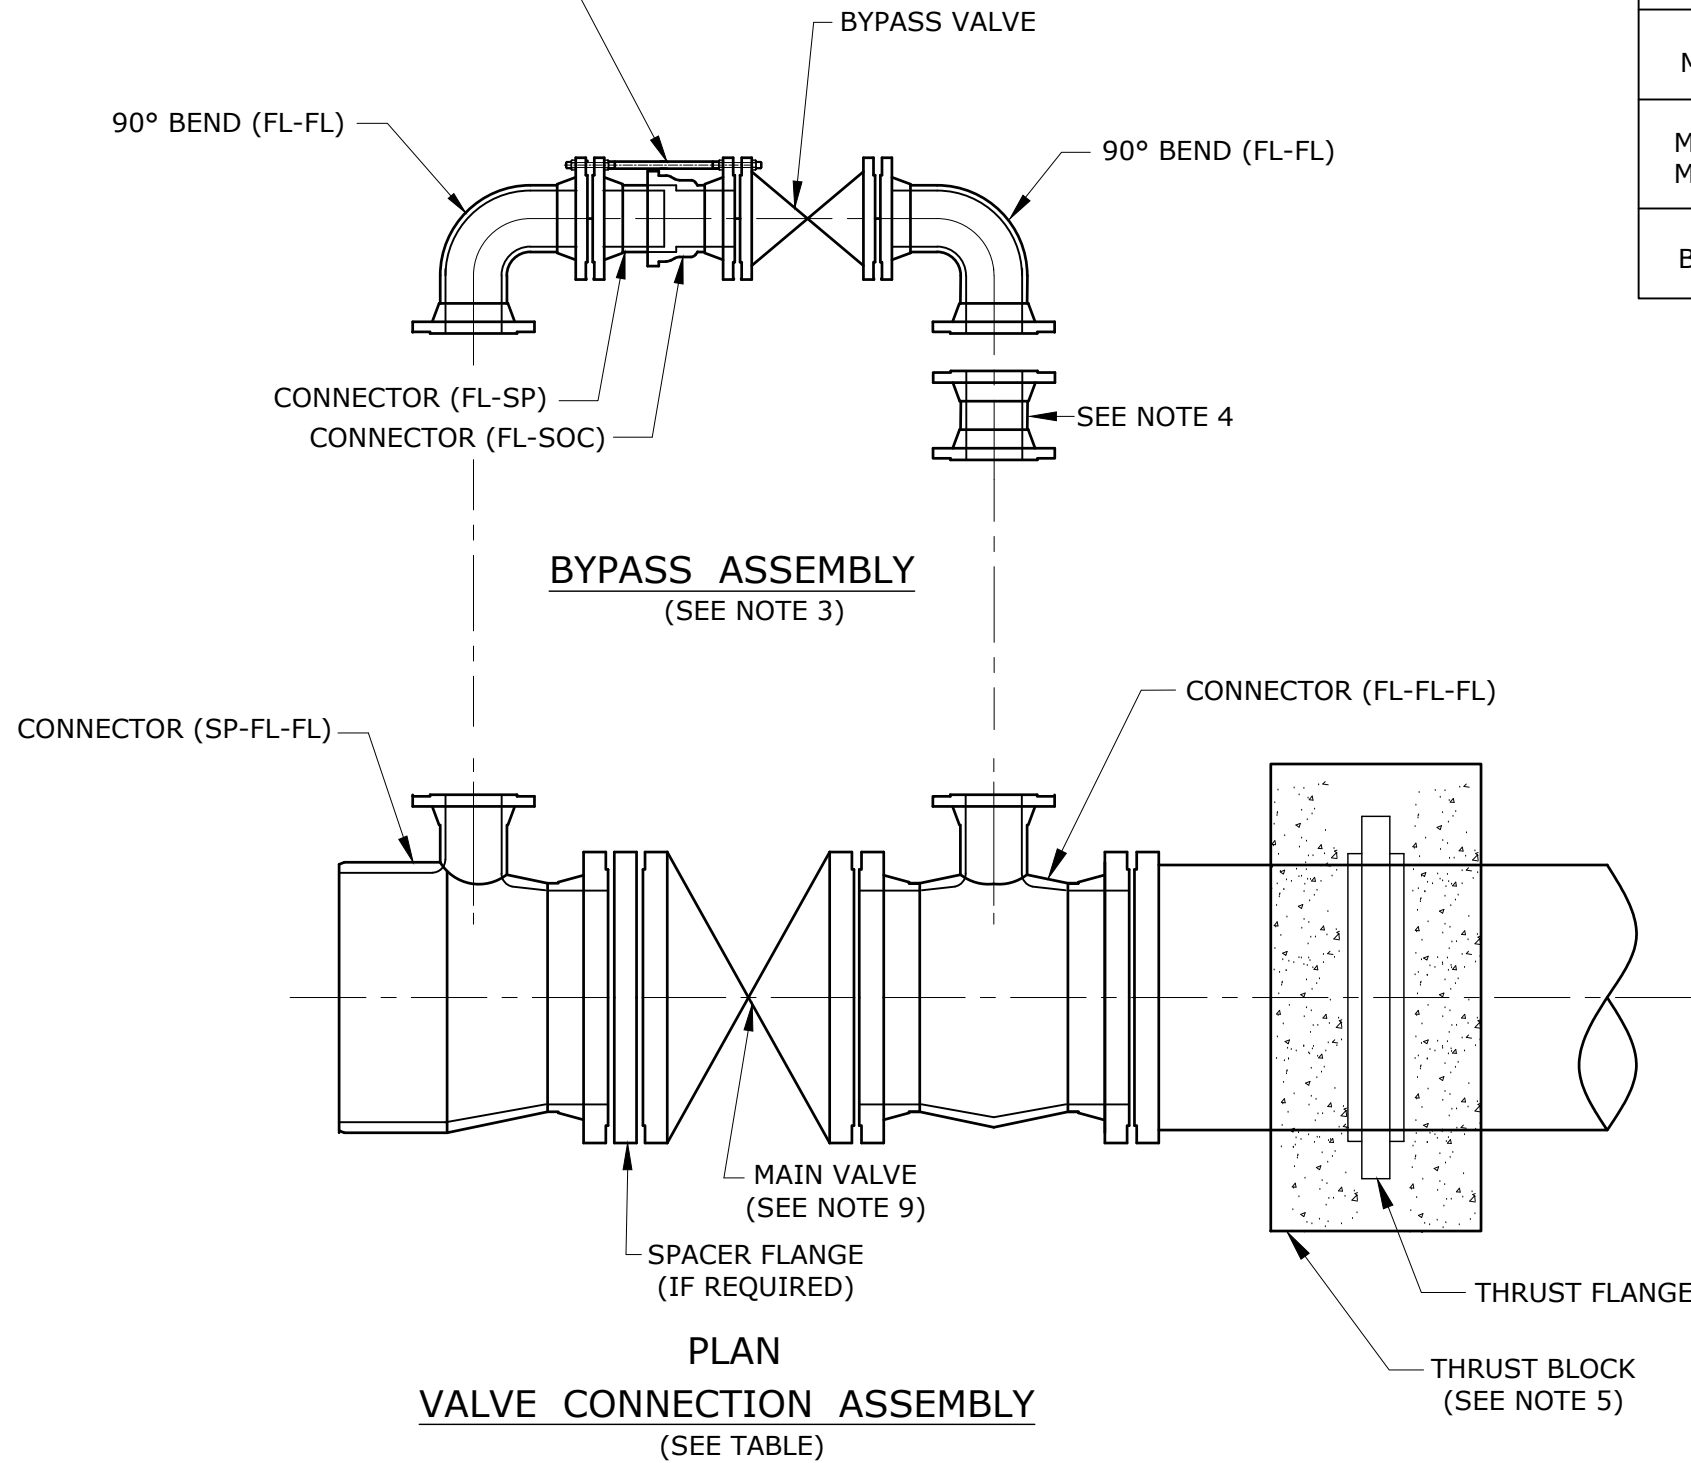 BYPASS VALVE
90° BEND (FL-FL)
90° BEND (FL-FL)
CONNECTOR (FL-SP)
CONNECTOR (FL-SOC)
SEE NOTE 4
BYPASS ASSEMBLY
(SEE NOTE 3)
CONNECTOR (FL-FL-FL)
CONNECTOR (SP-FL-FL)
MAIN VALVE
(SEE NOTE 9)
SPACER FLANGE
(IF REQUIRED)
THRUST FLANGE
THRUST BLOCK
(SEE NOTE 5)
PLAN
VALVE CONNECTION ASSEMBLY
(SEE TABLE)